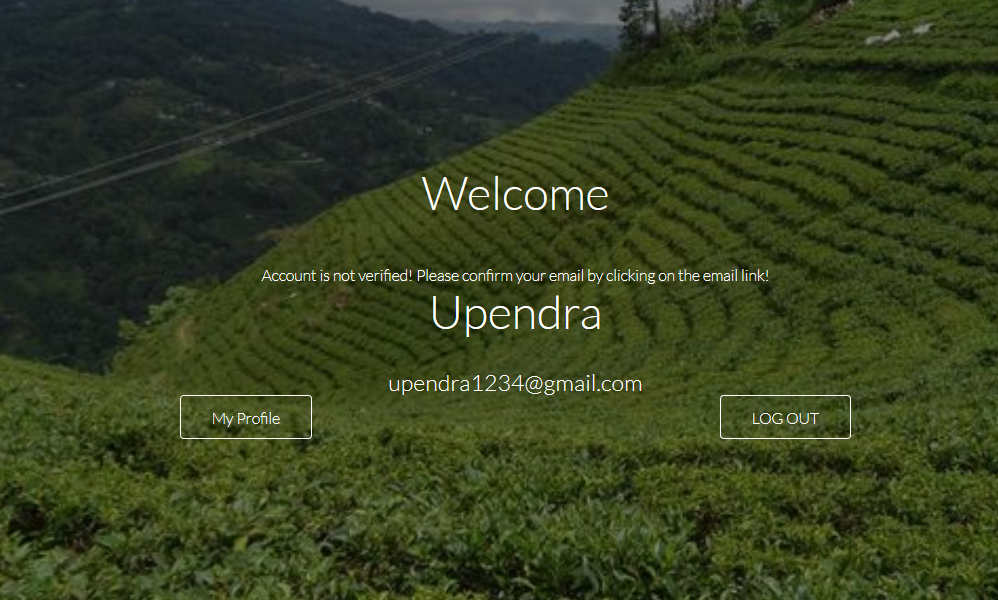 Welcome
Account is not verified! Please confirm your email by clicking on the email link!
Upendra
upendra1234@gmail.com
My Profile
LOG OUT